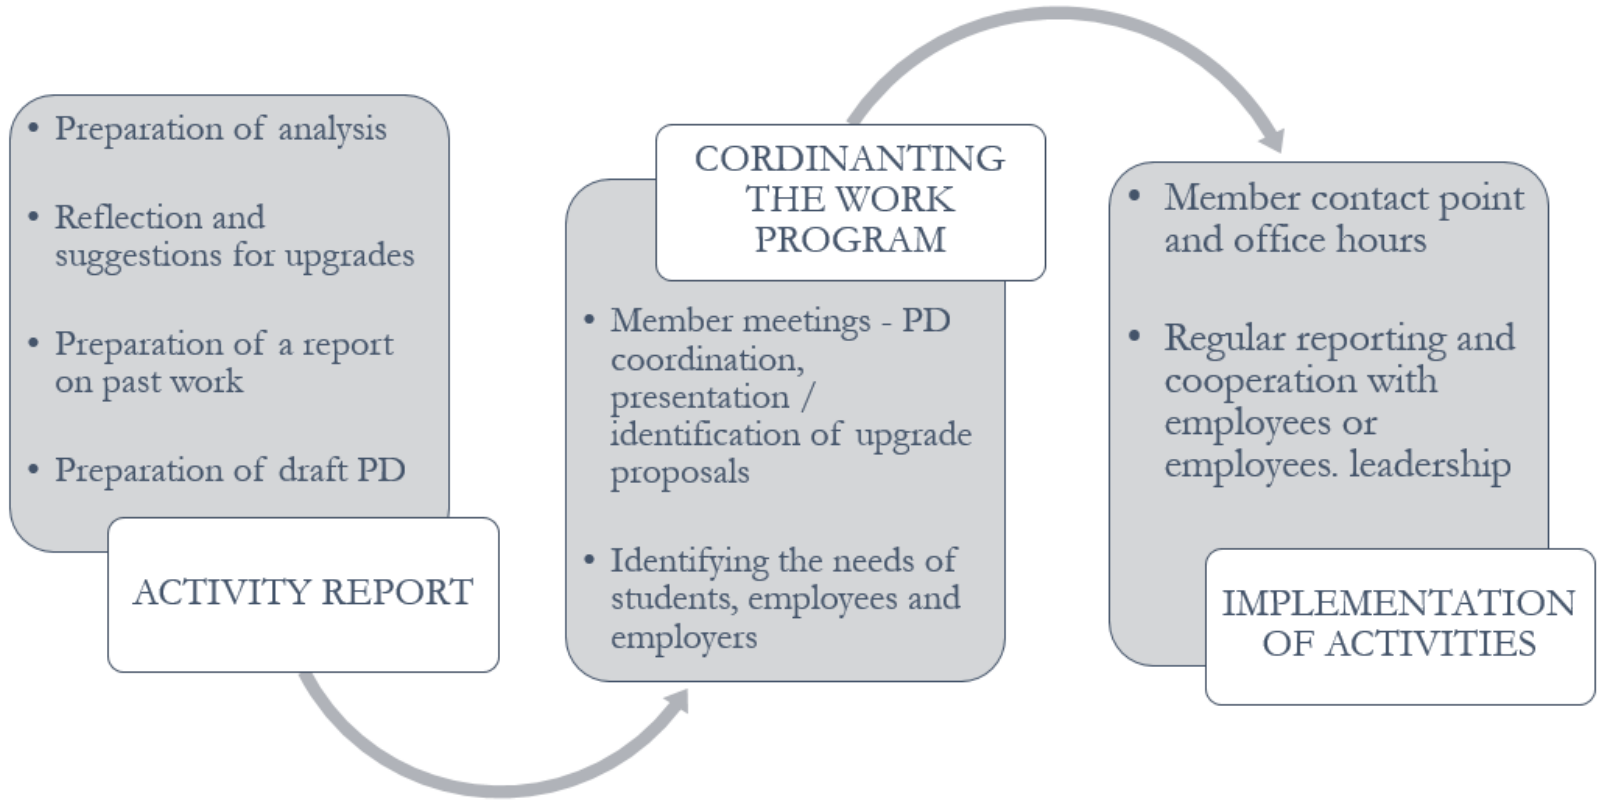 • Preparation of analysis
• Reflection and
suggestions for upgrades
• Preparation of a report
on past work
• Preparation of draft PD
ACTIVITY REPORT
CORDINANTING
THE WORK
PROGRAM
• Member meetings - PD
coordination,
presentation /
identification of upgrade
proposals
• Identifying the needs of
students, employees and
employers
• Member contact point
and office hours
• Regular reporting and
cooperation with
employees or
employees. leadership
IMPLEMENTATION
OF ACTIVITIES